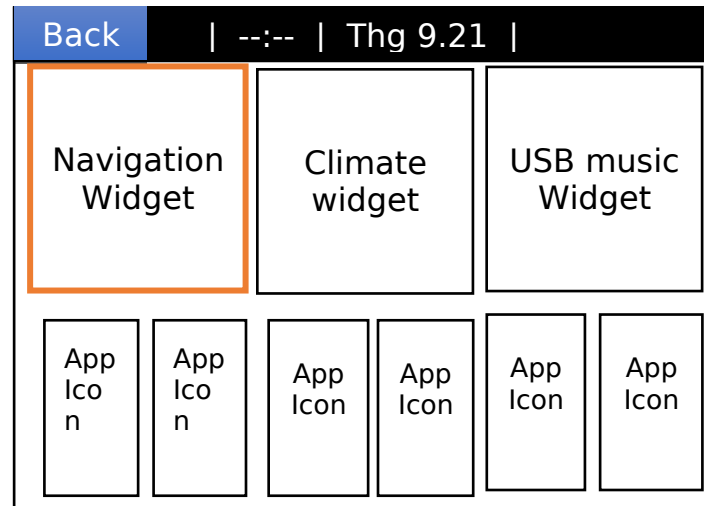 Back | --:-- | Thg 9.21 |
Navigation
Widget
Climate
widget
USB music
Widget
App
Ico
n
App
Ico
n
App
Icon
App
Icon
App
Icon
App
Icon